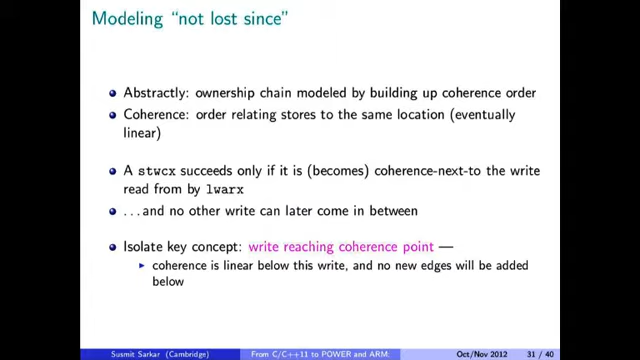 Modeling “not lost since”
Abstractly: ownership chain modeled by building up coherence order
Coherence: order relating stores to the same location (eventually
linear)
A stwcx succeeds only if it is (becomes) coherence-next-to the write
read from by lwarx
...and no other write can later come in between
Isolate key concept: write reaching coherence point —
coherence is linear below this write, and no new edges will be added
below
Susmit Sarkar (Cambridge) From C/C++11 to POWER and ARM: Oct/Nov 2012 31 / 40